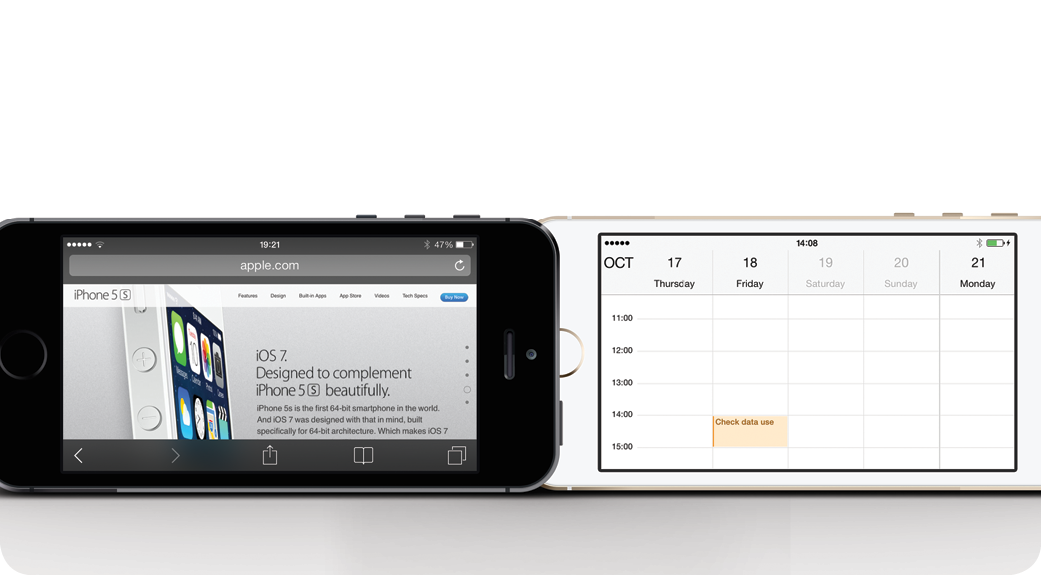 19:21
47%
apple.com
iPhone 5 S
Features Design Built-in Apps App Store Videos Tech Specs Buy Now
iOS 7.
Designed to complement
iPhone 5 S beautifully.
iPhone 5s is the first 64-bit smartphone in the world.
And iOS 7 was designed with that in mind, built
specifically for 64-bit architecture. Which makes iOS 7
14:08
OCT 17 18 19 20 21
Thursday Friday Saturday Sunday Monday
11:00
12:00
13:00
14:00
Check data use
15:00